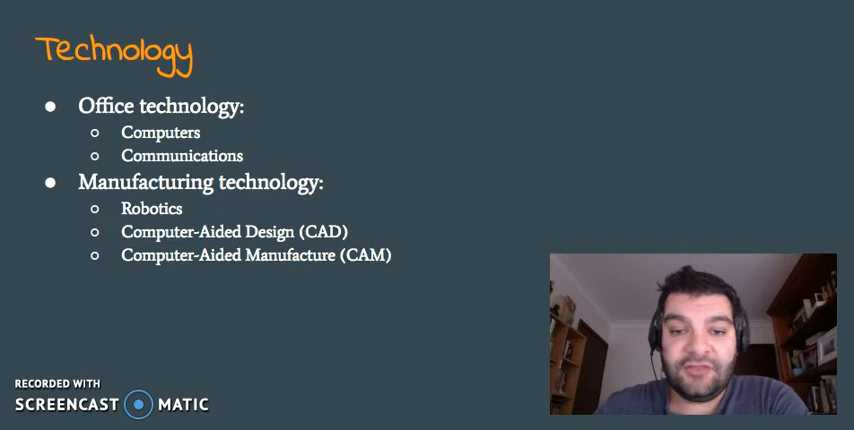 Technology
● Office technology:
○ Computers
○ Communications
● Manufacturing technology:
○ Robotics
○ Computer-Aided Design (CAD)
○ Computer-Aided Manufacture (CAM)
RECORDED WITH
SCREENCAST MATIC